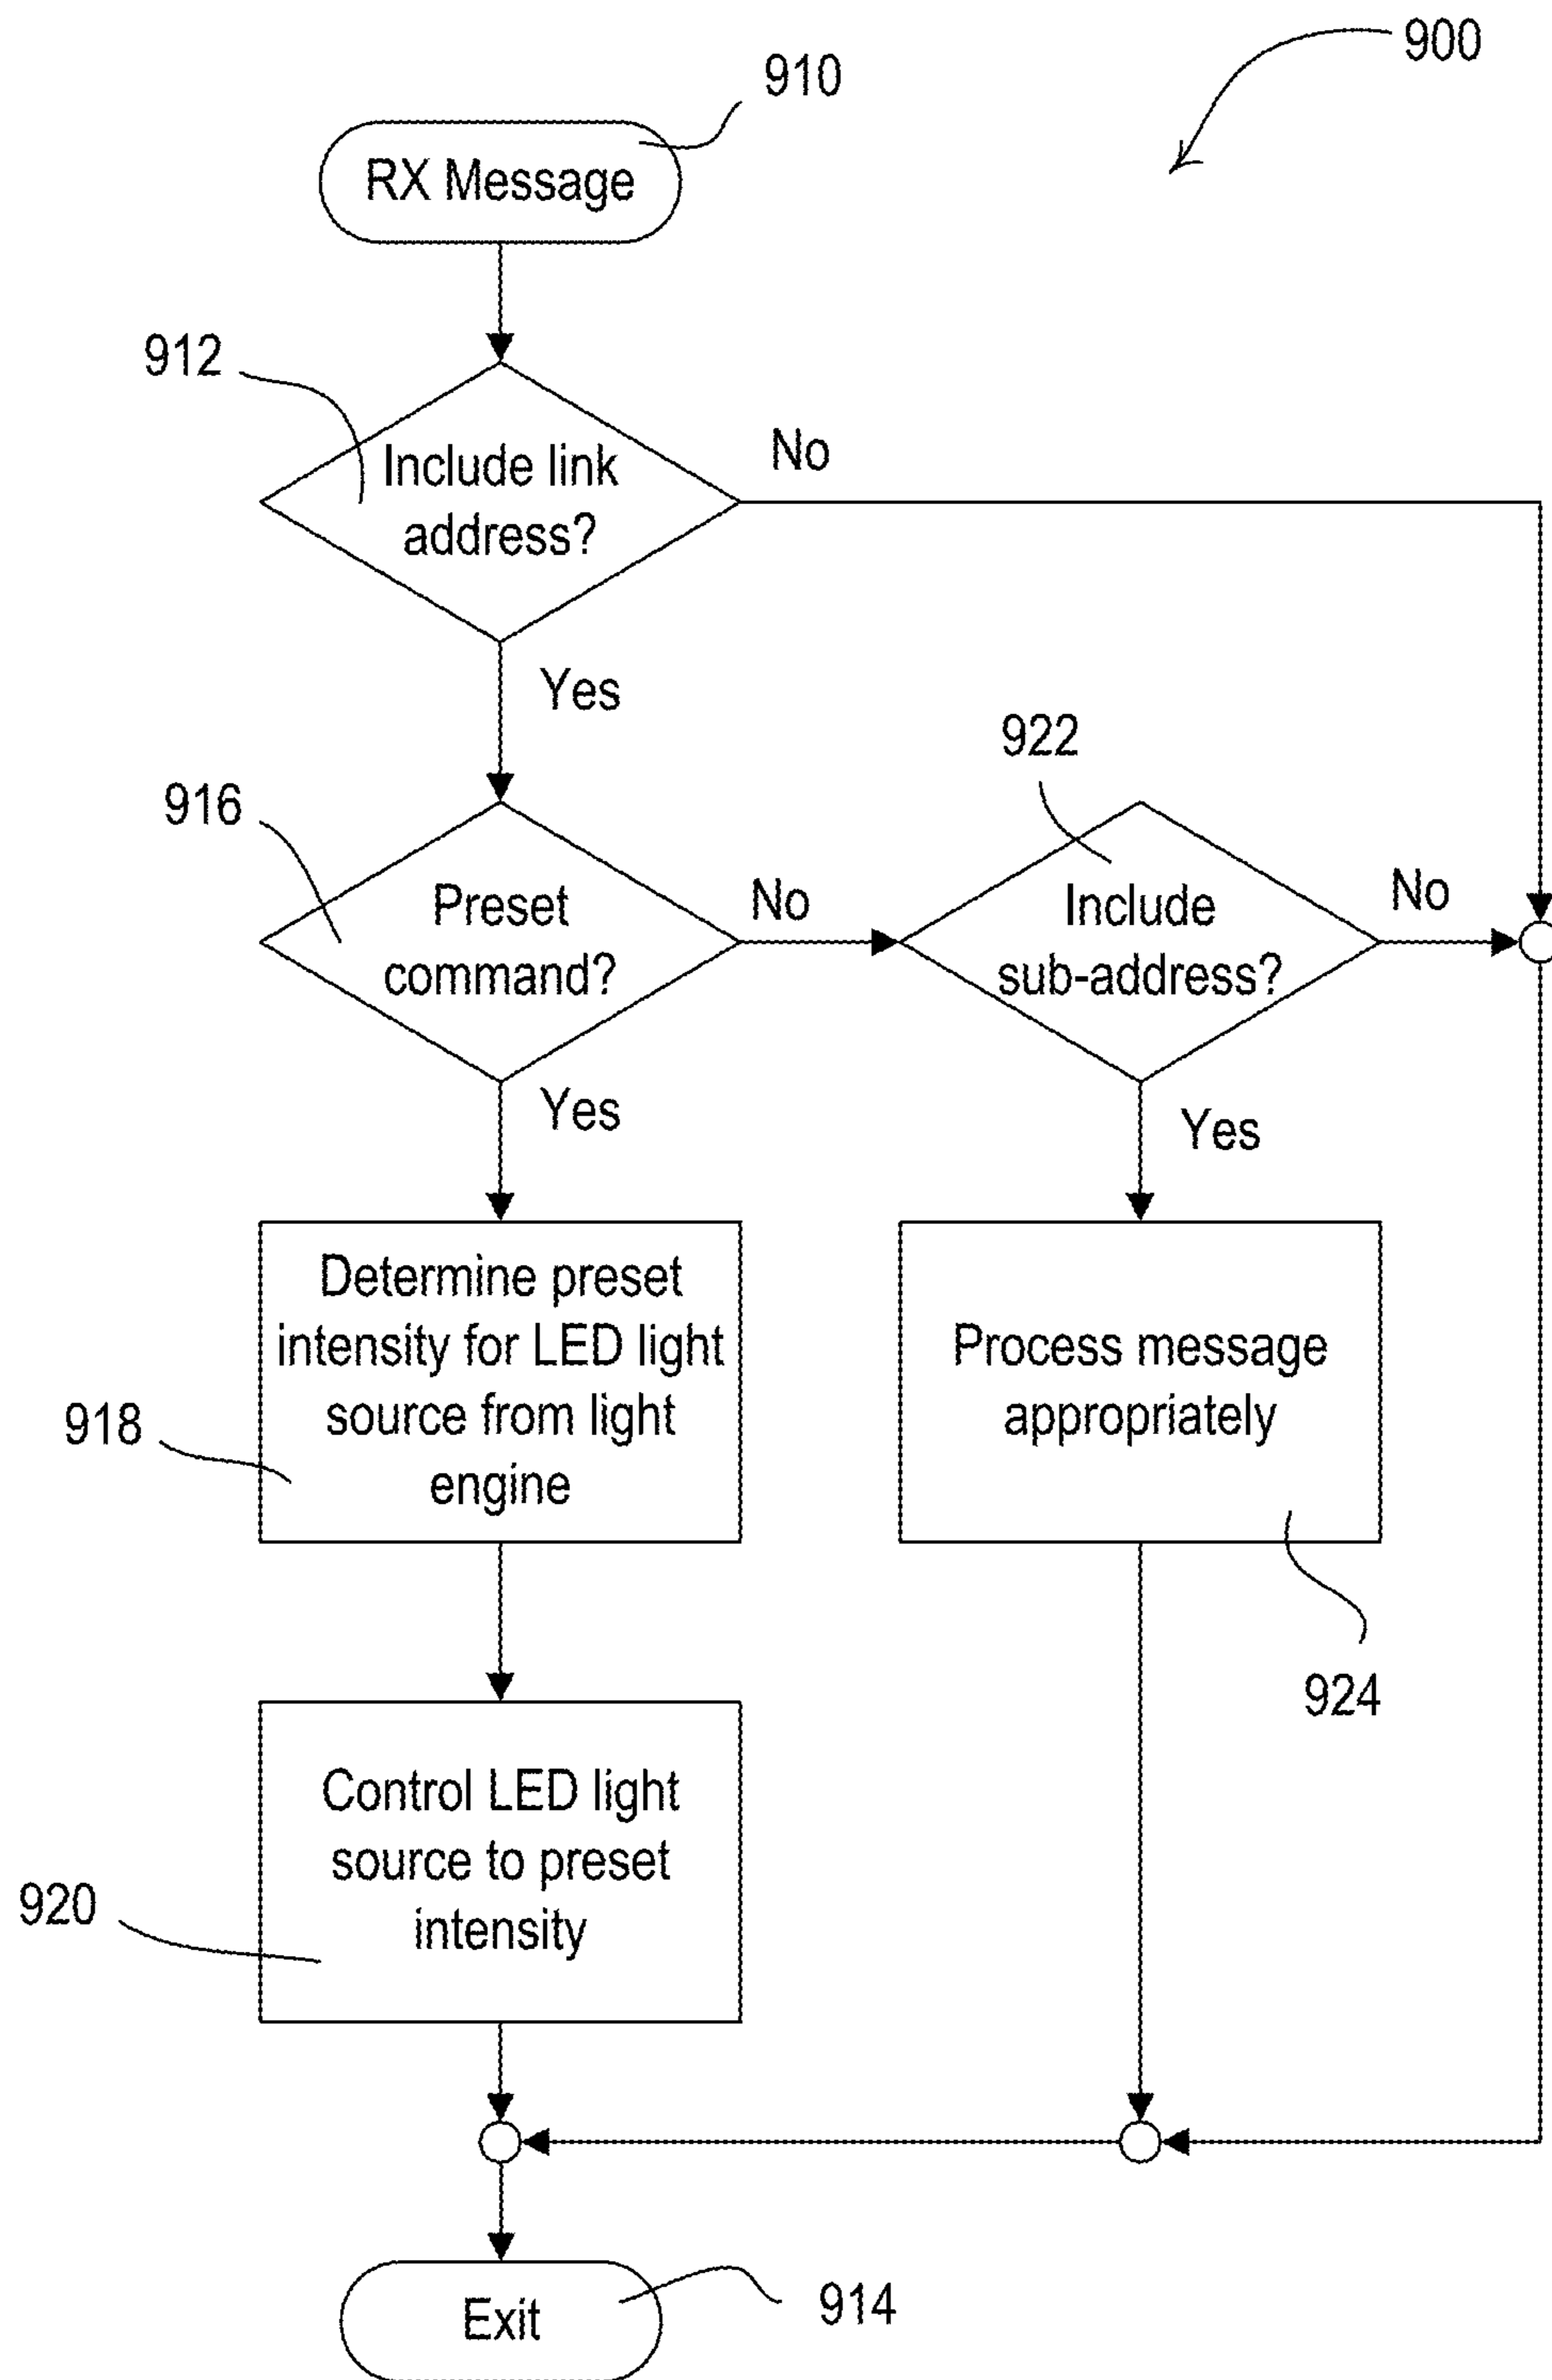 900
910
RX Message
912
Include link
address?
No
Yes
916
Preset
command?
No
922
Include
sub-address?
No
Yes
Yes
918
Determine preset
intensity for LED light
source from light
engine
Process message
appropriately
924
920
Control LED light
source to preset
intensity
Exit
914